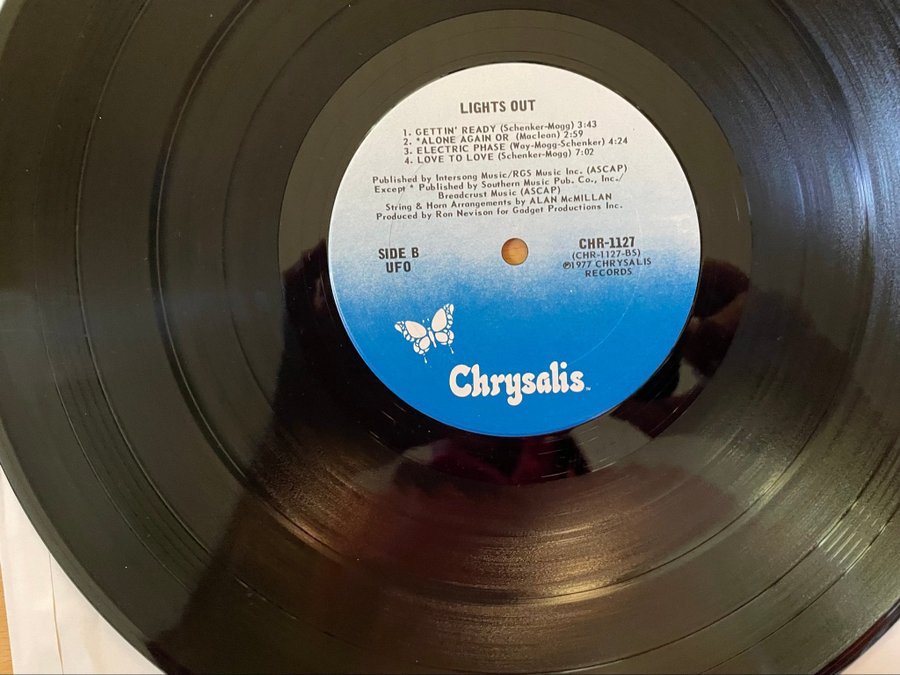 LIGHTS OUT
1. GETTIN' READY (Schenker-Mogg) 3:43
2. *ALONE AGAIN OR (Maclean) 2:59
3. ELECTRIC PHASE (Way-Mogg-Schenker) 4:24
4. LOVE TO LOVE (Schenker-Mogg) 7:02
Published by Intersong Music/RGS Music Inc. (ASCAP)
Except * Published by Southern Music Pub. Co., Inc./
Breadcrust Music (ASCAP)
String & Horn Arrangements by ALAN McMILLAN
Produced by Ron Nevison for Gadget Productions Inc.
SIDE B
UFO
CHR-1127
(CHR-1127-BS)
℗1977 CHRYSALIS
RECORDS
Chrysalis™